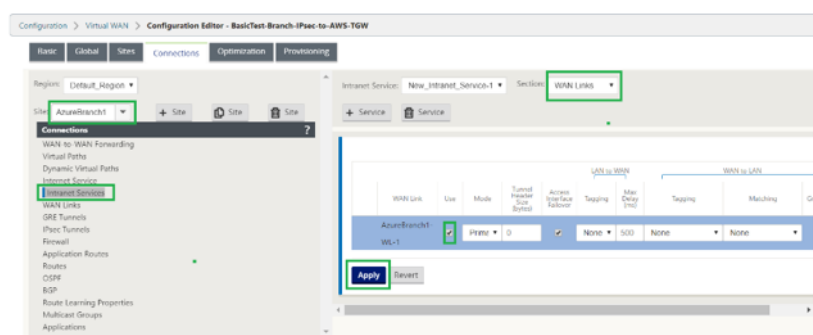 Configuration > Virtual WAN > Configuration Editor - BasicTest-Branch-IPsec-to-AWS-TGW
Basic Global Sites Connections Optimization Provisioning
Region: Default_Region
Site: AzureBranch1 + Site Site Site
Connections ?
WAN-to-WAN Forwarding
Virtual Paths
Dynamic Virtual Paths
Internet Service
Intranet Services
WAN Links
GRE Tunnels
IPsec Tunnels
Firewall
Application Routes
Routes
OSPF
BGP
Route Learning Properties
Multicast Groups
Applications
Intranet Service: New_Intranet_Service-1 Section: WAN Links
+ Service Service
LAN to WAN WAN to LAN
WAN Link Use Mode Tunnel Header Size (bytes) Access Interface Failover Tagging Max Delay (ms) Tagging Matching
AzureBranch1-WL-1 Prime 0 None 500 None None
Apply Revert